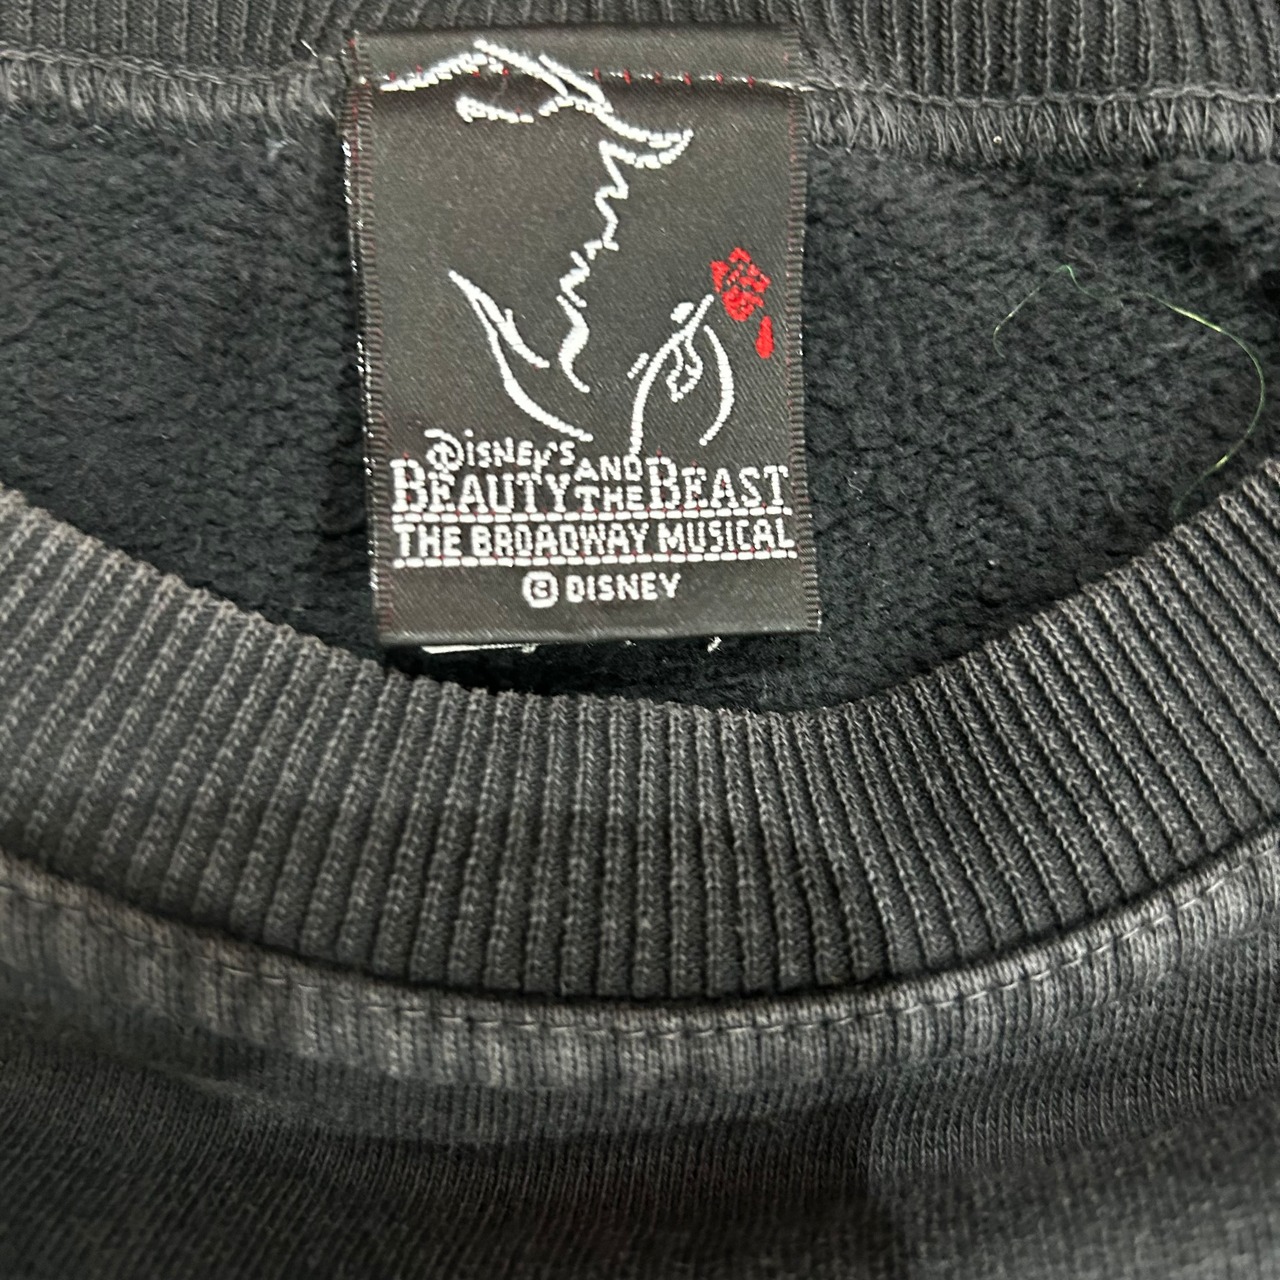 DISNEY'S
BEAUTY AND THE BEAST
THE BROADWAY MUSICAL
© DISNEY